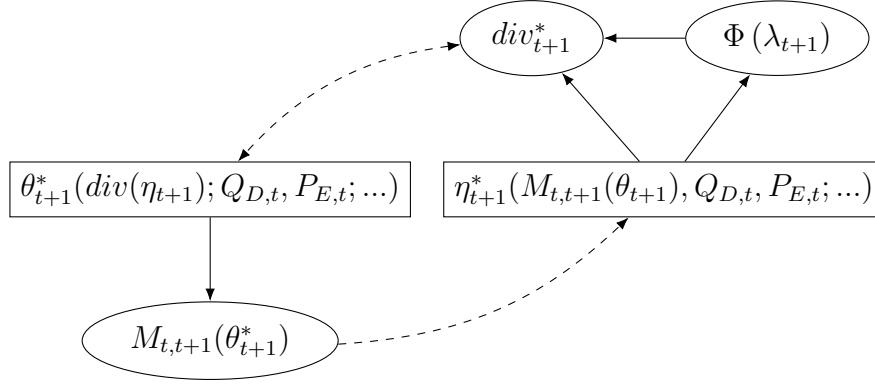 div*_{t+1}
Φ (λ_{t+1})
θ*_{t+1}(div(η_{t+1}); Q_{D,t}, P_{E,t}; ...)
η*_{t+1}(M_{t,t+1}(θ_{t+1}), Q_{D,t}, P_{E,t}; ...)
M_{t,t+1}(θ*_{t+1})